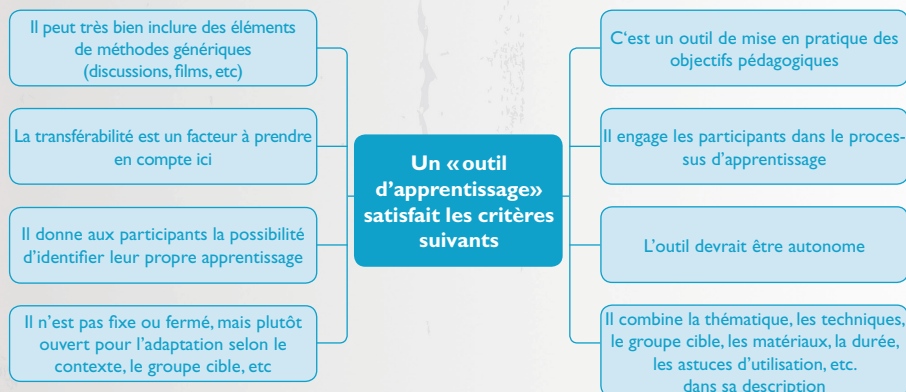 Il peut très bien inclure des éléments
de méthodes génériques
(discussions, films, etc)
La transférabilité est un facteur à prendre
en compte ici
Il donne aux participants la possibilité
d'identifier leur propre apprentissage
Il n'est pas fixe ou fermé, mais plutôt
ouvert pour l'adaptation selon le
contexte, le groupe cible, etc
Un « outil
d'apprentissage»
satisfait les critères
suivants
C'est un outil de mise en pratique des
objectifs pédagogiques
Il engage les participants dans le proces-
sus d'apprentissage
L'outil devrait être autonome
Il combine la thématique, les techniques,
le groupe cible, les matériaux, la durée,
les astuces d'utilisation, etc.
dans sa description